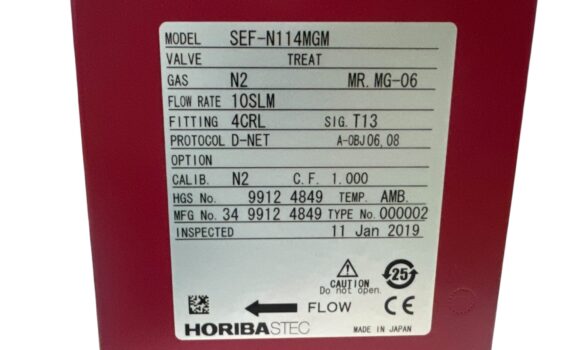 MODEL SEF-N114MGM
VALVE TREAT
GAS N2 MR. MG-06
FLOW RATE 10SLM
FITTING 4CRL SIG. T13
PROTOCOL D-NET A-OBJ06, 08
OPTION
CALIB. N2 C.F. 1.000
HGS No. 9912 4849 TEMP. AMB.
MFG No. 34 9912 4849 TYPE No. 000002
INSPECTED 11 Jan 2019
CAUTION
Do not open.
25
FLOW
CE
HORIBASTEC
MADE IN JAPAN